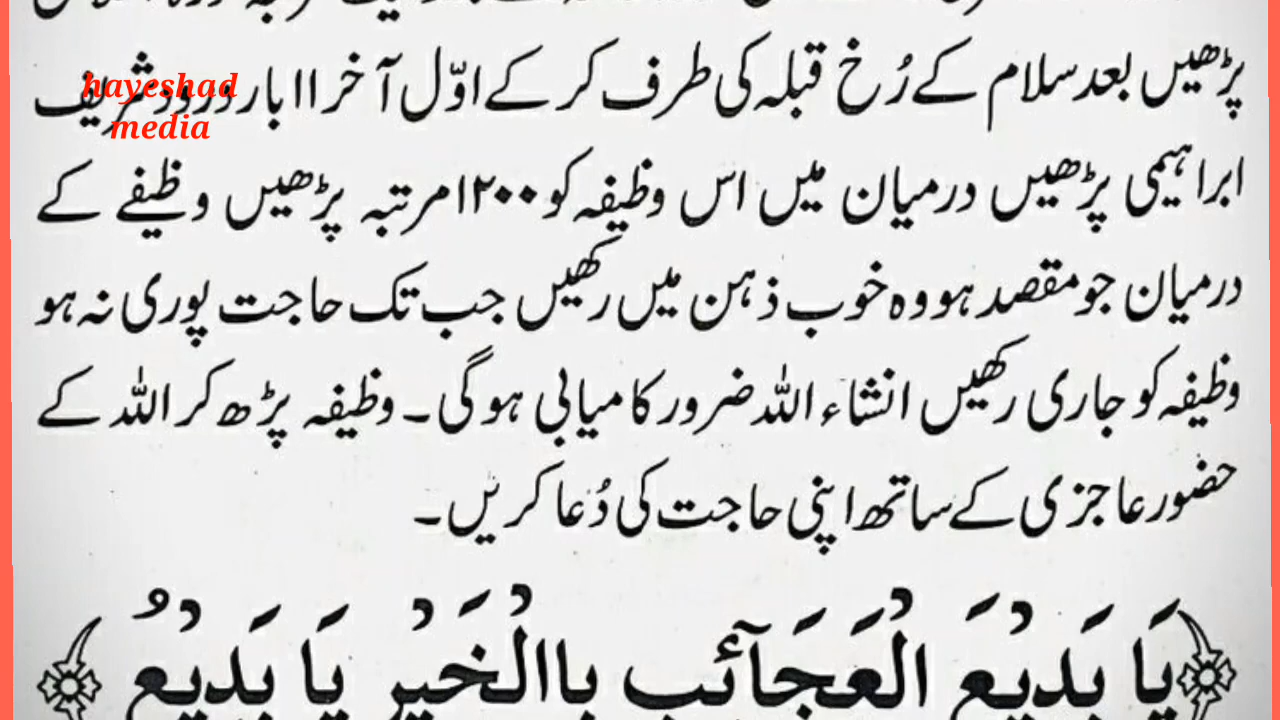 پڑھیں بعد سلام کے رُخ قبلہ کی طرف کر کے اوّل آخر ۱۱ بار درود شریف
ابراہیمی پڑھیں درمیان میں اس وظیفہ کو ۱۲۰۰ مرتبہ پڑھیں وظیفے کے
درمیان جو مقصد ہو وہ خوب ذہن میں رکھیں جب تک حاجت پوری نہ ہو
وظیفہ کو جاری رکھیں انشاء اللہ ضرور کامیابی ہو گی۔ وظیفہ پڑھ کر اللہ کے
حضور عاجزی کے ساتھ اپنی حاجت کی دُعا کریں۔
یَا بَدِیْعَ الْعَجَآئِب بِاالْخَیْرِ یَا بَدِیْعُ
hayeshad
media